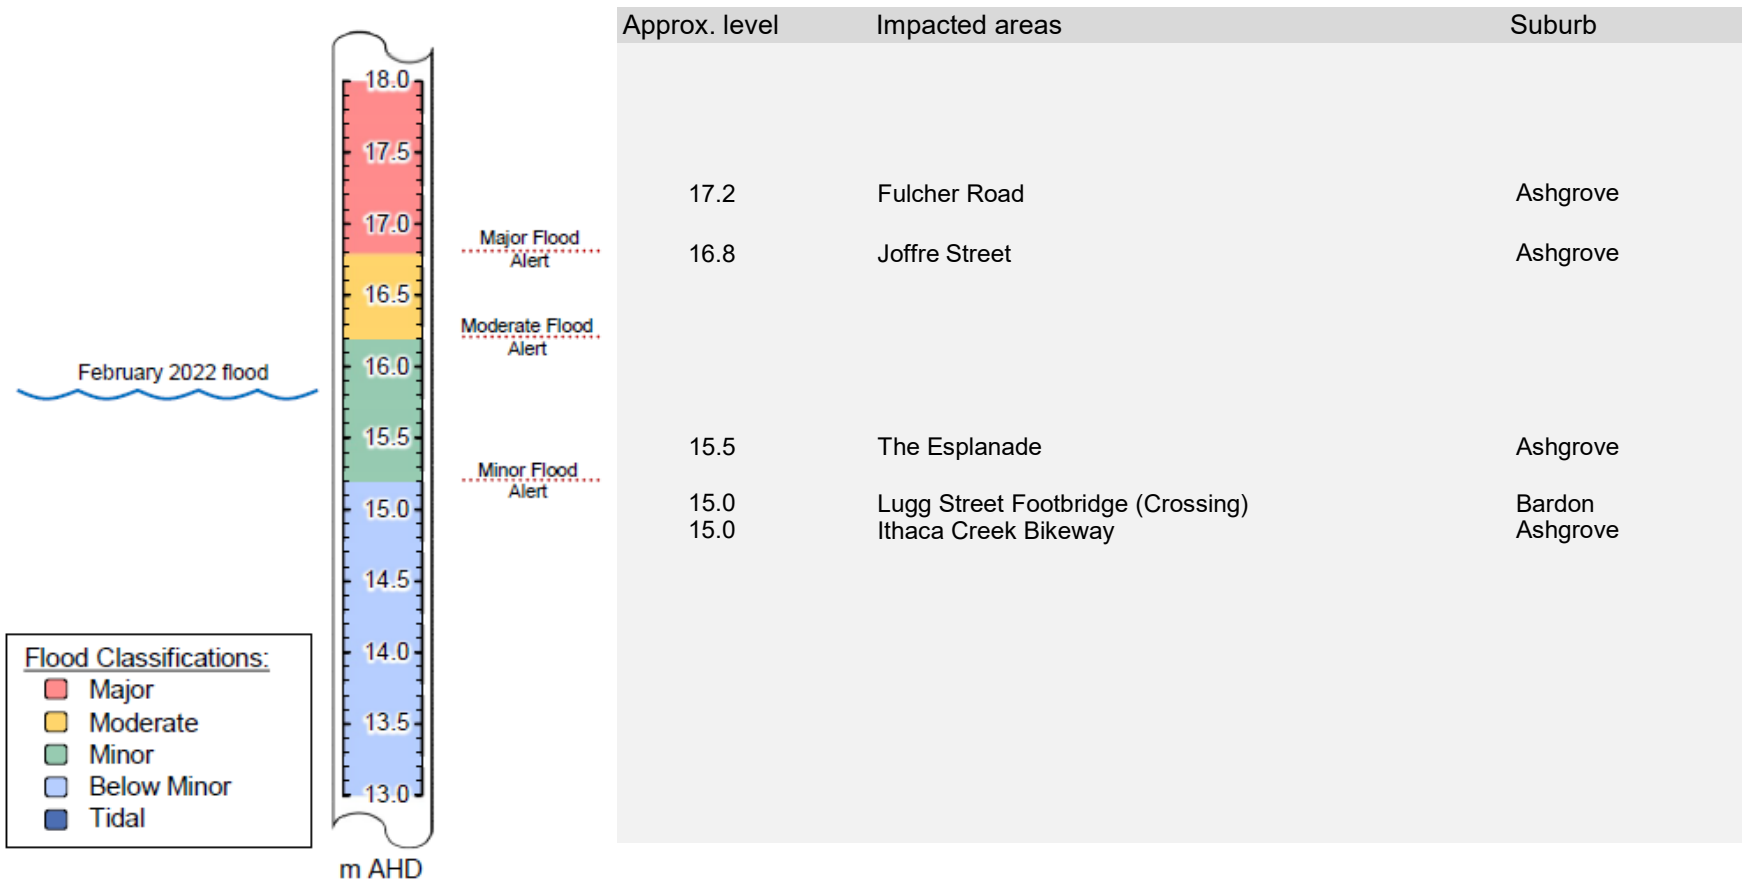 Approx. level Impacted areas Suburb
18.0
17.5
17.2 Fulcher Road Ashgrove
17.0
Major Flood
Alert
16.8 Joffre Street Ashgrove
16.5
Moderate Flood
Alert
16.0
February 2022 flood
15.5
15.5 The Esplanade Ashgrove
Minor Flood
Alert
15.0
15.0 Lugg Street Footbridge (Crossing) Bardon
15.0 Ithaca Creek Bikeway Ashgrove
14.5
14.0
13.5
13.0
m AHD
Flood Classifications:
Major
Moderate
Minor
Below Minor
Tidal